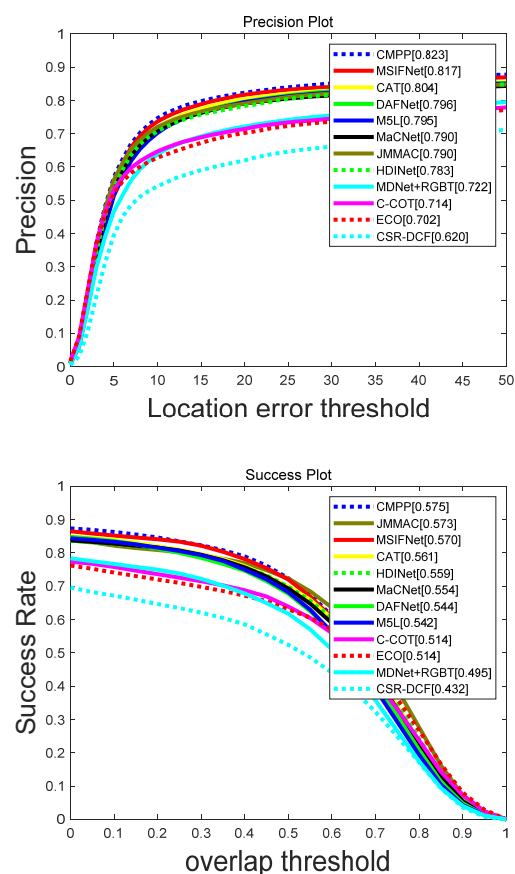 Precision Plot
Precision
1
0.9
0.8
0.7
0.6
0.5
0.4
0.3
0.2
0.1
0
CMPP[0.823]
MSIFNet[0.817]
CAT[0.804]
DAFNet[0.796]
M5L[0.795]
MaCNet[0.790]
JMMAC[0.790]
HDINet[0.783]
MDNet+RGBT[0.722]
C-COT[0.714]
ECO[0.702]
CSR-DCF[0.620]
0 5 10 15 20 25 30 35 40 45 50
Location error threshold
Success Plot
Success Rate
1
0.9
0.8
0.7
0.6
0.5
0.4
0.3
0.2
0.1
0
CMPP[0.575]
JMMAC[0.573]
MSIFNet[0.570]
CAT[0.561]
HDINet[0.559]
MaCNet[0.554]
DAFNet[0.544]
M5L[0.542]
C-COT[0.514]
ECO[0.514]
MDNet+RGBT[0.495]
CSR-DCF[0.432]
0 0.1 0.2 0.3 0.4 0.5 0.6 0.7 0.8 0.9 1
overlap threshold